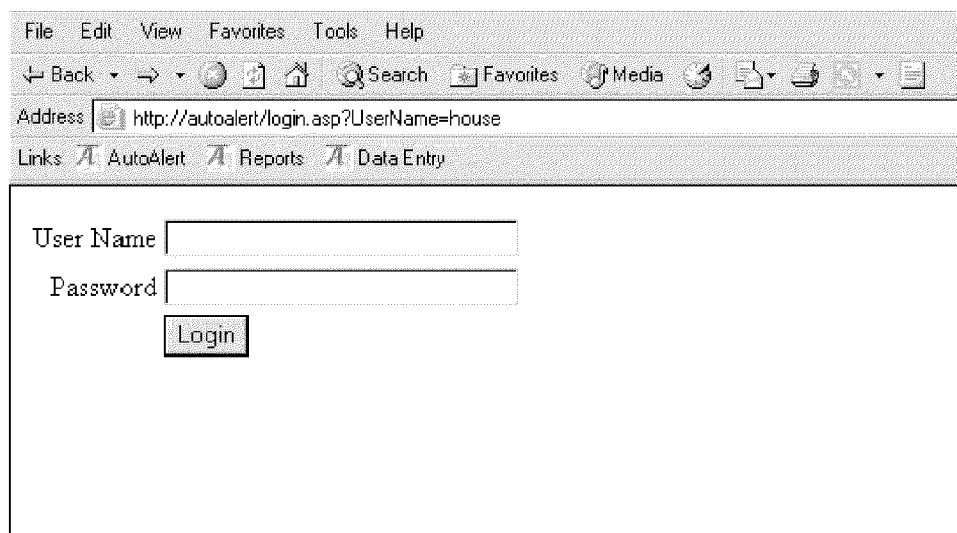 File Edit View Favorites Tools Help
Back Search Favorites Media
Address http://autoalert/login.asp?UserName=house
Links AutoAlert Reports Data Entry
User Name
Password
Login